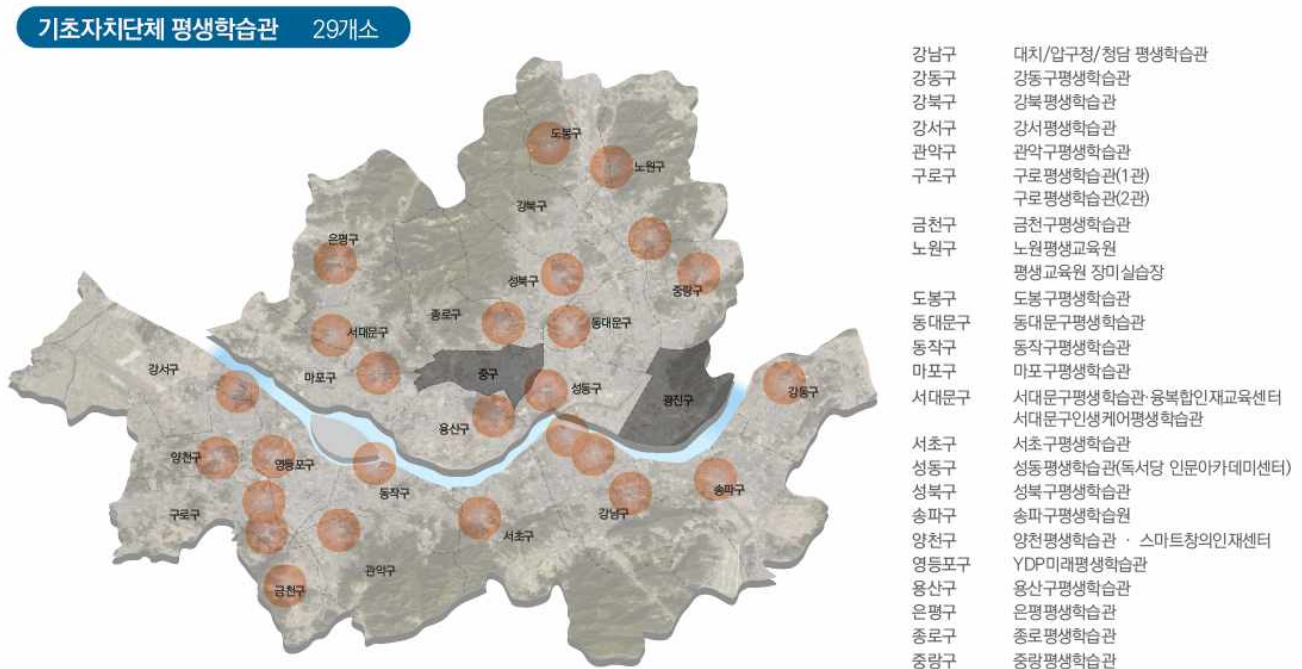 기초자치단체 평생학습관 29개소
도봉구
노원구
강북구
은평구
성북구
중랑구
종로구
동대문구
서대문구
강서구
마포구
중구
성동구
광진구
강동구
용산구
양천구
영등포구
동작구
송파구
구로구
강남구
서초구
관악구
금천구
강남구 대치/압구정/청담 평생학습관
강동구 강동구평생학습관
강북구 강북평생학습관
강서구 강서평생학습관
관악구 관악구평생학습관
구로구 구로평생학습관(1관)
구로평생학습관(2관)
금천구 금천구평생학습관
노원구 노원평생교육원
평생교육원 장미실습장
도봉구 도봉구평생학습관
동대문구 동대문구평생학습관
동작구 동작구평생학습관
마포구 마포구평생학습관
서대문구 서대문구평생학습관·융복합인재교육센터
서대문구인생케어평생학습관
서초구 서초구평생학습관
성동구 성동평생학습관(독서당 인문아카데미센터)
성북구 성북구평생학습관
송파구 송파구평생학습원
양천구 양천평생학습관 · 스마트창의인재센터
영등포구 YDP미래평생학습관
용산구 용산구평생학습관
은평구 은평평생학습관
종로구 종로평생학습관
중랑구 중랑평생학습관